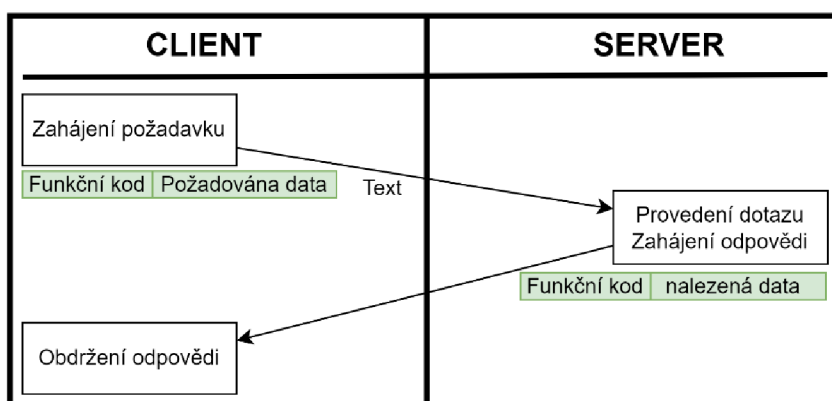 CLIENT
SERVER
Zahájení požadavku
Funkční kod
Požadována data
Text
Provedení dotazu
Zahájení odpovědi
Funkční kod
nalezená data
Obdržení odpovědi